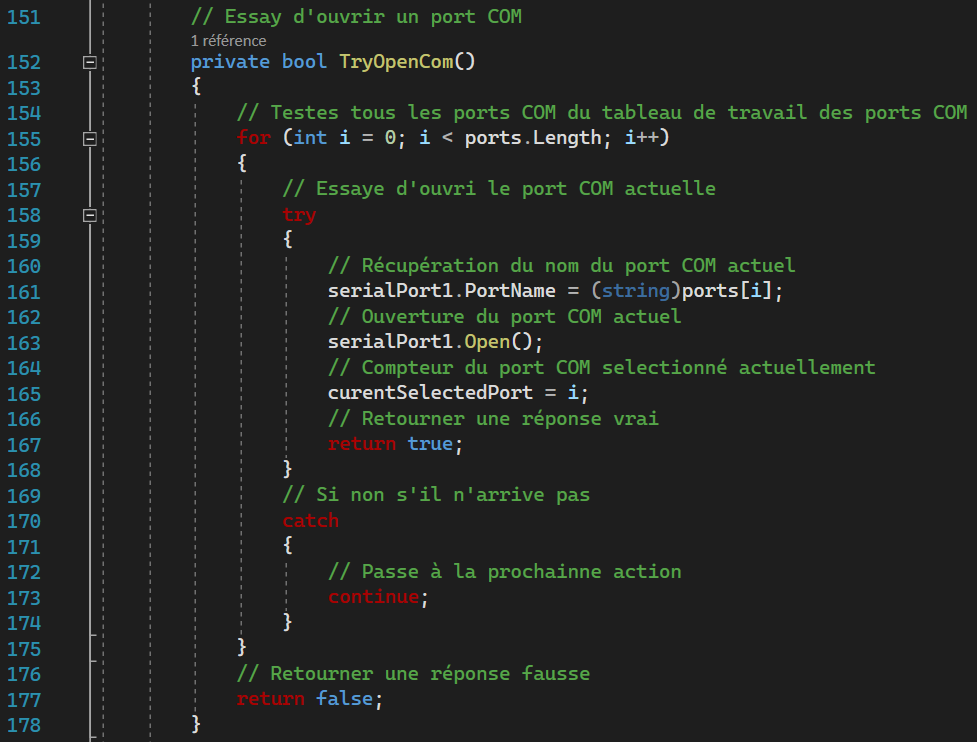 151 // Essay d'ouvrir un port COM
1 référence
152 private bool TryOpenCom()
153 {
154 // Testes tous les ports COM du tableau de travail des ports COM
155 for (int i = 0; i < ports.Length; i++)
156 {
157 // Essaye d'ouvri le port COM actuelle
158 try
159 {
160 // Récupération du nom du port COM actuel
161 serialPort1.PortName = (string)ports[i];
162 // Ouverture du port COM actuel
163 serialPort1.Open();
164 // Compteur du port COM selectionné actuellement
165 curentSelectedPort = i;
166 // Retourner une réponse vrai
167 return true;
168 }
169 // Si non s'il n'arrive pas
170 catch
171 {
172 // Passe à la prochainne action
173 continue;
174 }
175 }
176 // Retourner une réponse fausse
177 return false;
178 }